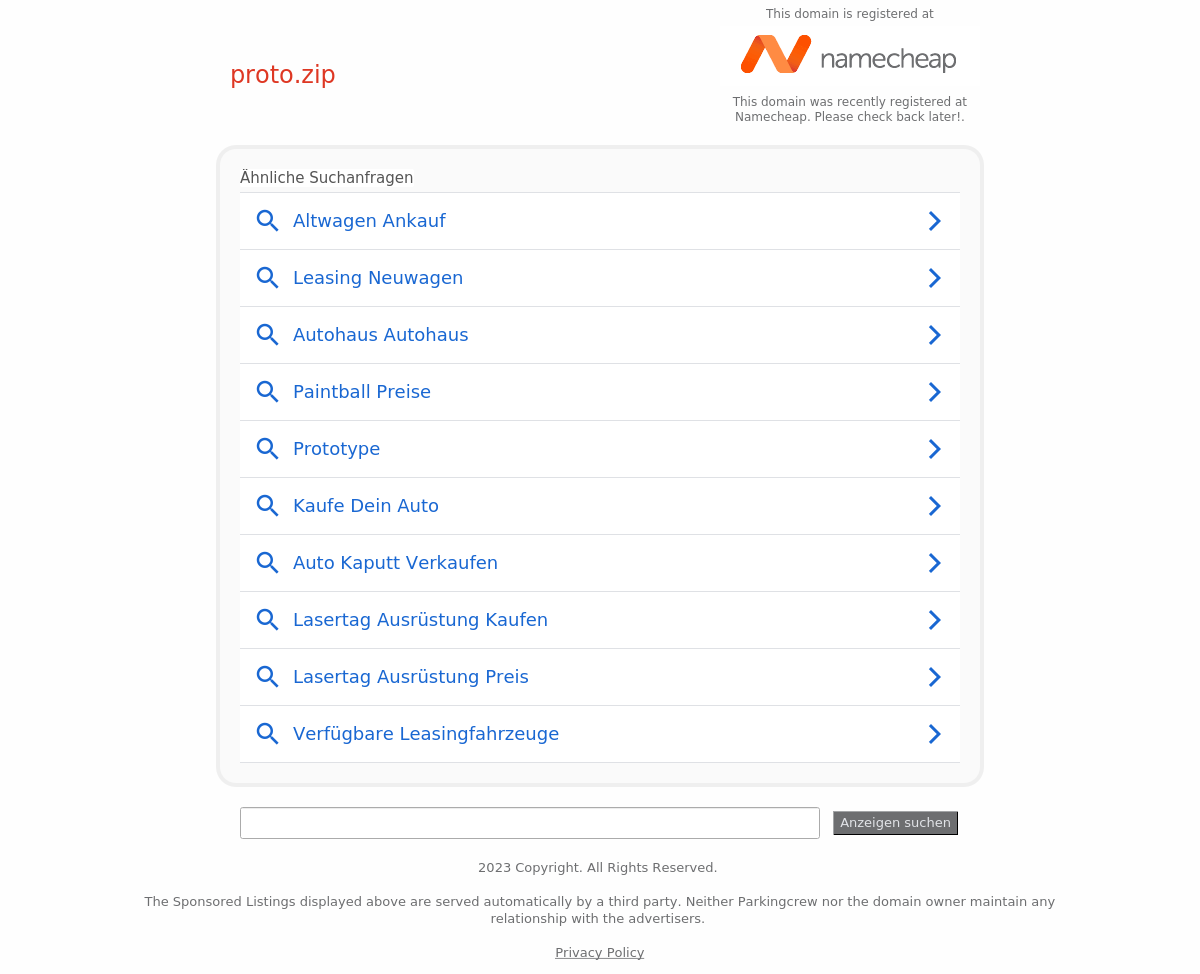 This domain is registered at
namecheap
proto.zip
This domain was recently registered at
Namecheap. Please check back later!.
Ähnliche Suchanfragen
Altwagen Ankauf
Leasing Neuwagen
Autohaus Autohaus
Paintball Preise
Prototype
Kaufe Dein Auto
Auto Kaputt Verkaufen
Lasertag Ausrüstung Kaufen
Lasertag Ausrüstung Preis
Verfügbare Leasingfahrzeuge
Anzeigen suchen
2023 Copyright. All Rights Reserved.
The Sponsored Listings displayed above are served automatically by a third party. Neither Parkingcrew nor the domain owner maintain any
relationship with the advertisers.
Privacy Policy